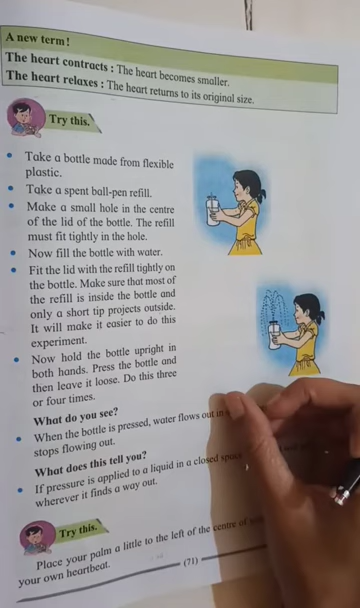 A new term!
The heart contracts : The heart becomes smaller.
The heart relaxes : The heart returns to its original size.
Try this.
• Take a bottle made from flexible
plastic.
• Take a spent ball-pen refill.
• Make a small hole in the centre
of the lid of the bottle. The refill
must fit tightly in the hole.
• Now fill the bottle with water.
• Fit the lid with the refill tightly on
the bottle. Make sure that most of
the refill is inside the bottle and
only a short tip projects outside.
It will make it easier to do this
experiment.
• Now hold the bottle upright in
both hands. Press the bottle and
then leave it loose. Do this three
or four times.
What do you see?
• When the bottle is pressed, water flows out in
stops flowing out.
What does this tell you?
• If pressure is applied to a liquid in a closed space
wherever it finds a way out.
Try this.
Place your palm a little to the left of the centre of
your own heartbeat.
(71)